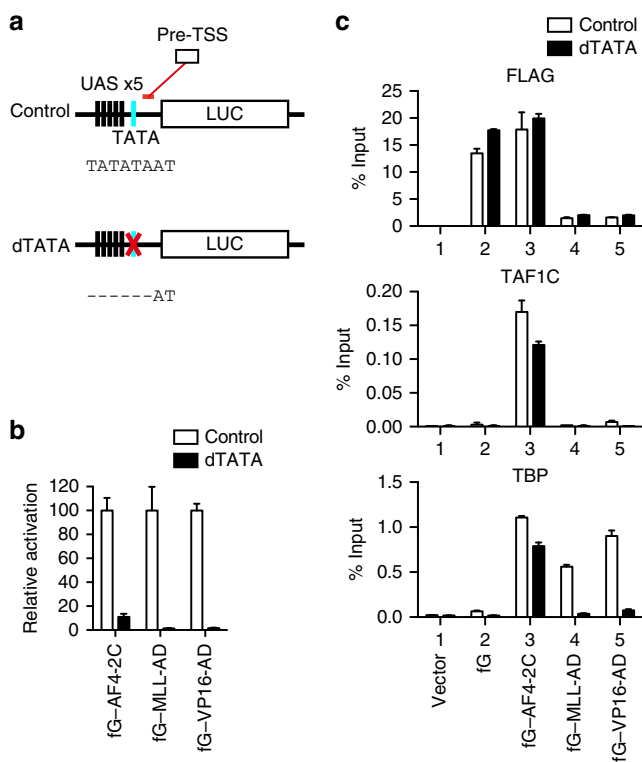 a
Pre-TSS
UAS x5
Control
LUC
TATA
TATATAAT
dTATA
LUC
------AT
b
Control
dTATA
Relative activation
120
100
80
60
40
20
0
fG–AF4-2C
fG–MLL-AD
fG–VP16-AD
c
Control
dTATA
FLAG
% Input
25
20
15
10
5
0
1 2 3 4 5
TAF1C
% Input
0.20
0.15
0.10
0.05
0.00
1 2 3 4 5
TBP
% Input
1.5
1.0
0.5
0.0
1 2 3 4 5
Vector
fG
fG–AF4-2C
fG–MLL-AD
fG–VP16-AD